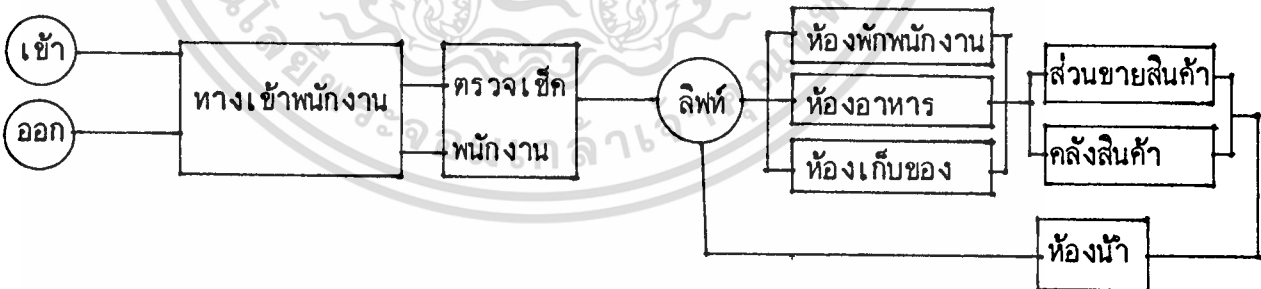 เข้า
ออก
ทางเข้าพนักงาน
ตรวจเช็ค
พนักงาน
ลิฟท์
ห้องพักพนักงาน
ห้องอาหาร
ห้องเก็บของ
ส่วนขายสินค้า
คลังสินค้า
ห้องน้ำ